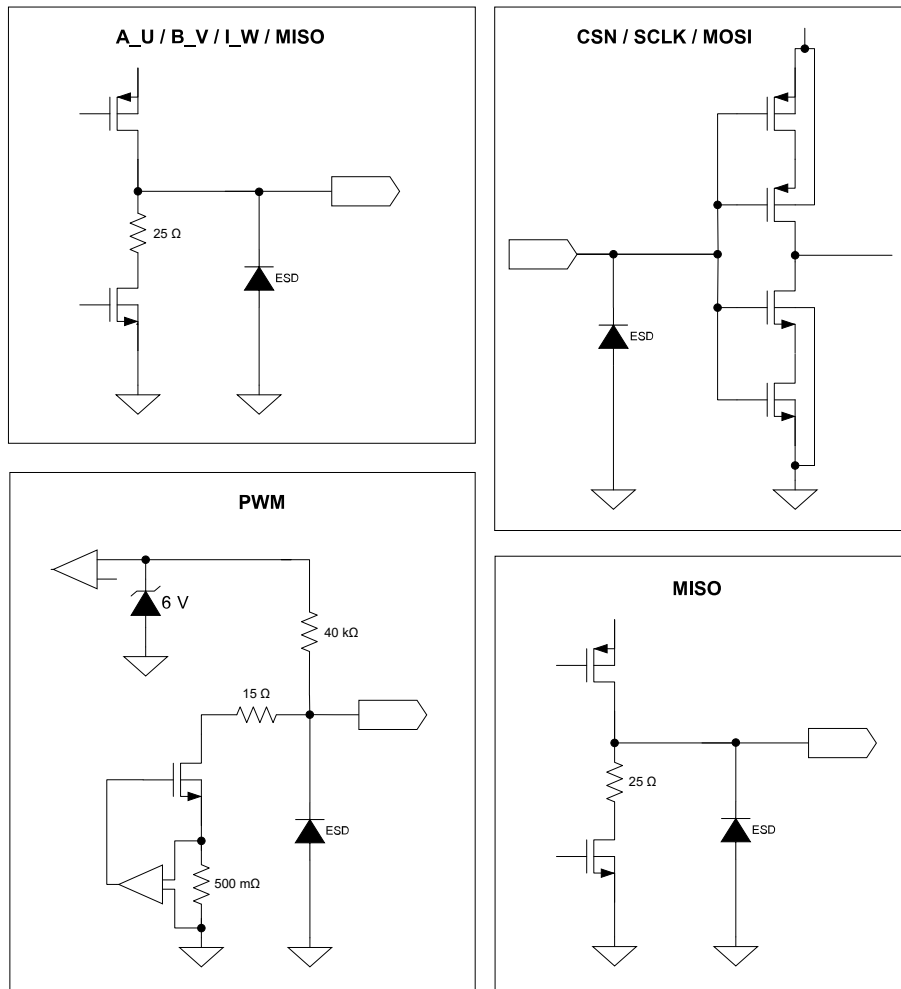 A_U / B_V / I_W / MISO
25 Ω
ESD
CSN / SCLK / MOSI
ESD
PWM
6 V
40 kΩ
15 Ω
ESD
500 mΩ
MISO
25 Ω
ESD